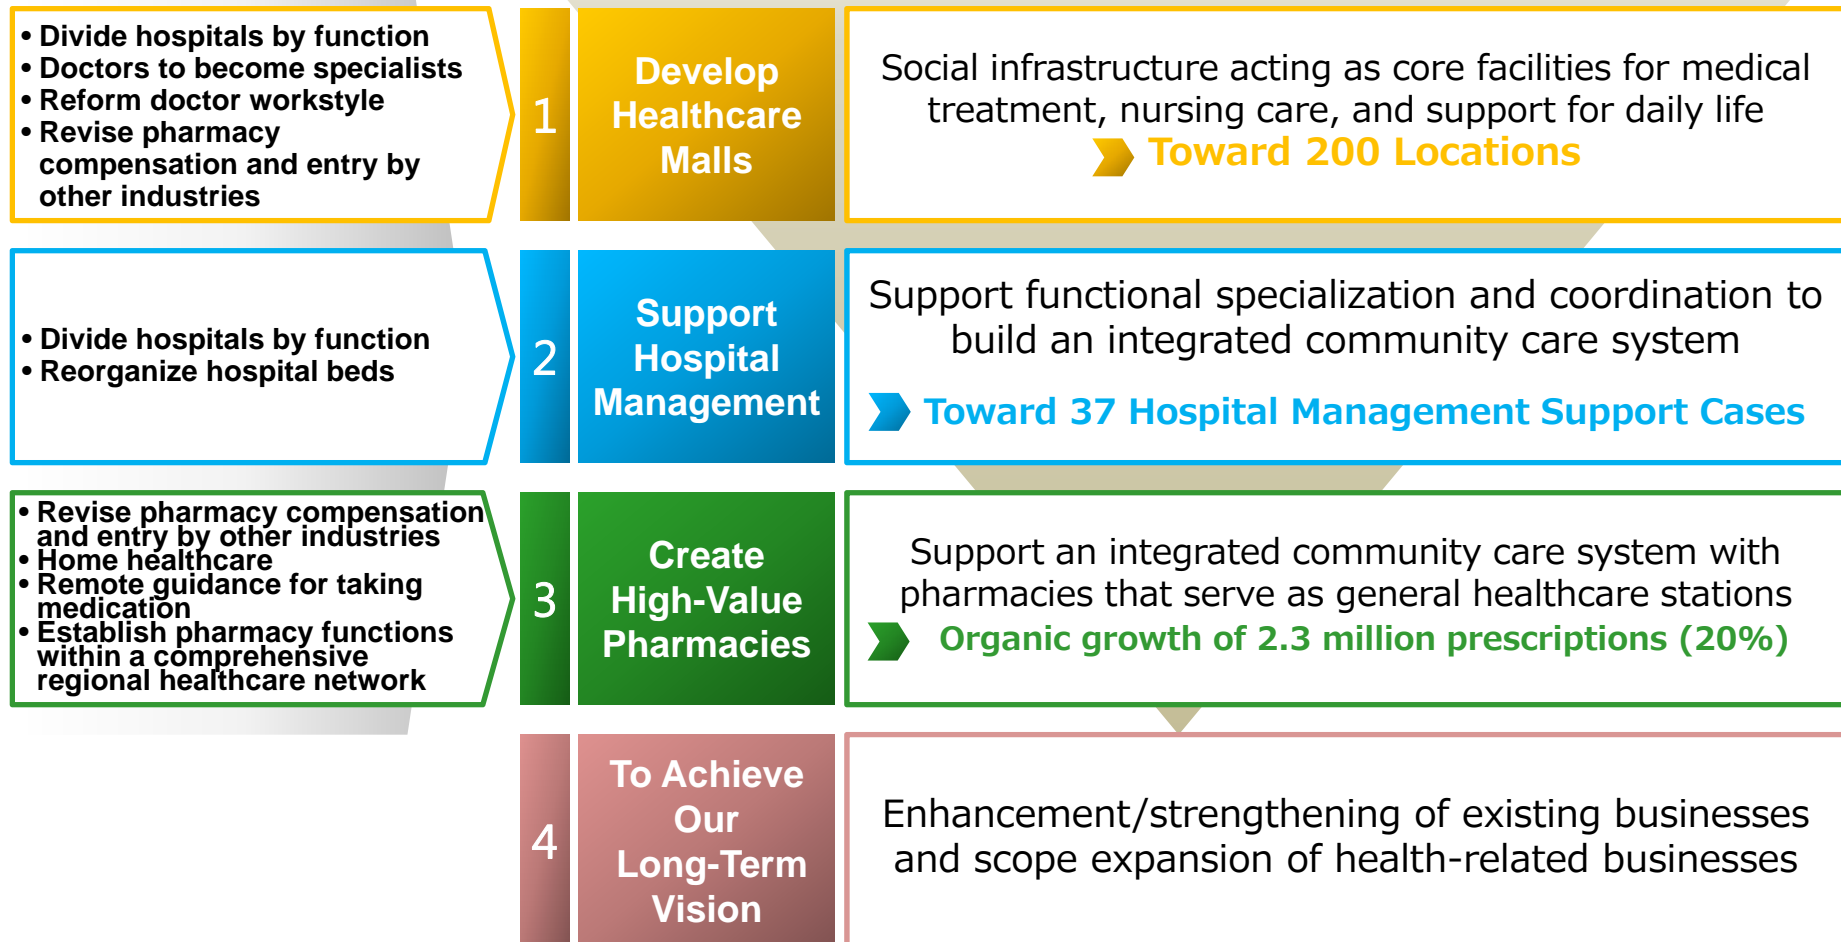 • Divide hospitals by function
• Doctors to become specialists
• Reform doctor workstyle
• Revise pharmacy
compensation and entry by
other industries
1
Develop
Healthcare
Malls
Social infrastructure acting as core facilities for medical
treatment, nursing care, and support for daily life
Toward 200 Locations
• Divide hospitals by function
• Reorganize hospital beds
2
Support
Hospital
Management
Support functional specialization and coordination to
build an integrated community care system
Toward 37 Hospital Management Support Cases
• Revise pharmacy compensation
and entry by other industries
• Home healthcare
• Remote guidance for taking
medication
• Establish pharmacy functions
within a comprehensive
regional healthcare network
3
Create
High-Value
Pharmacies
Support an integrated community care system with
pharmacies that serve as general healthcare stations
Organic growth of 2.3 million prescriptions (20%)
4
To Achieve
Our
Long-Term
Vision
Enhancement/strengthening of existing businesses
and scope expansion of health-related businesses